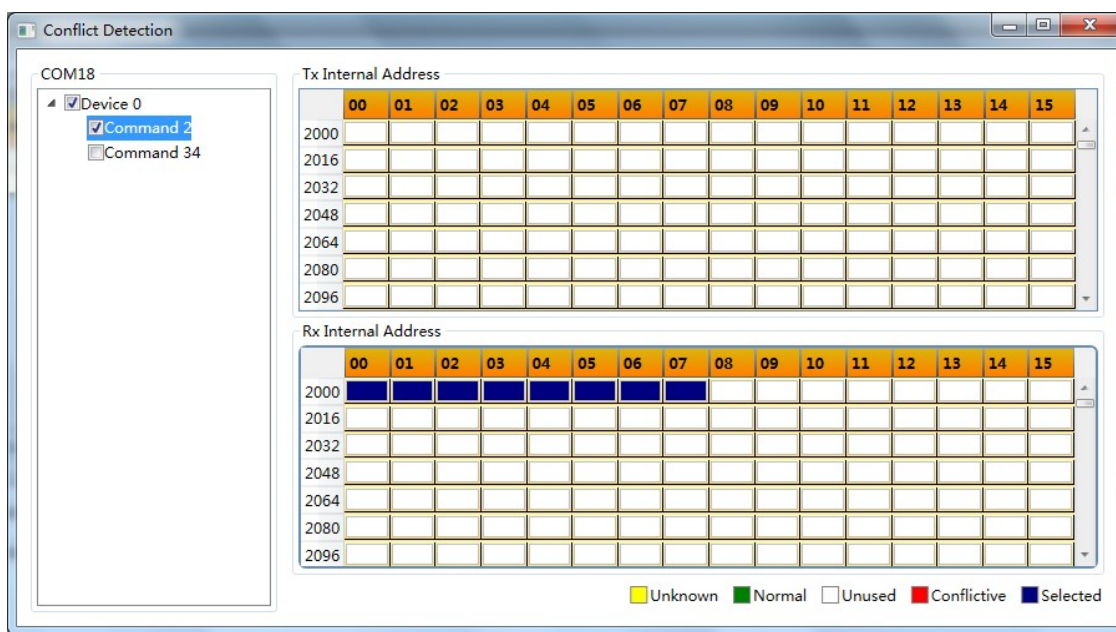 Conflict Detection
COM18
Device 0
Command 2
Command 34
Tx Internal Address
00 01 02 03 04 05 06 07 08 09 10 11 12 13 14 15
2000
2016
2032
2048
2064
2080
2096
Rx Internal Address
00 01 02 03 04 05 06 07 08 09 10 11 12 13 14 15
2000
2016
2032
2048
2064
2080
2096
Unknown Normal Unused Conflictive Selected